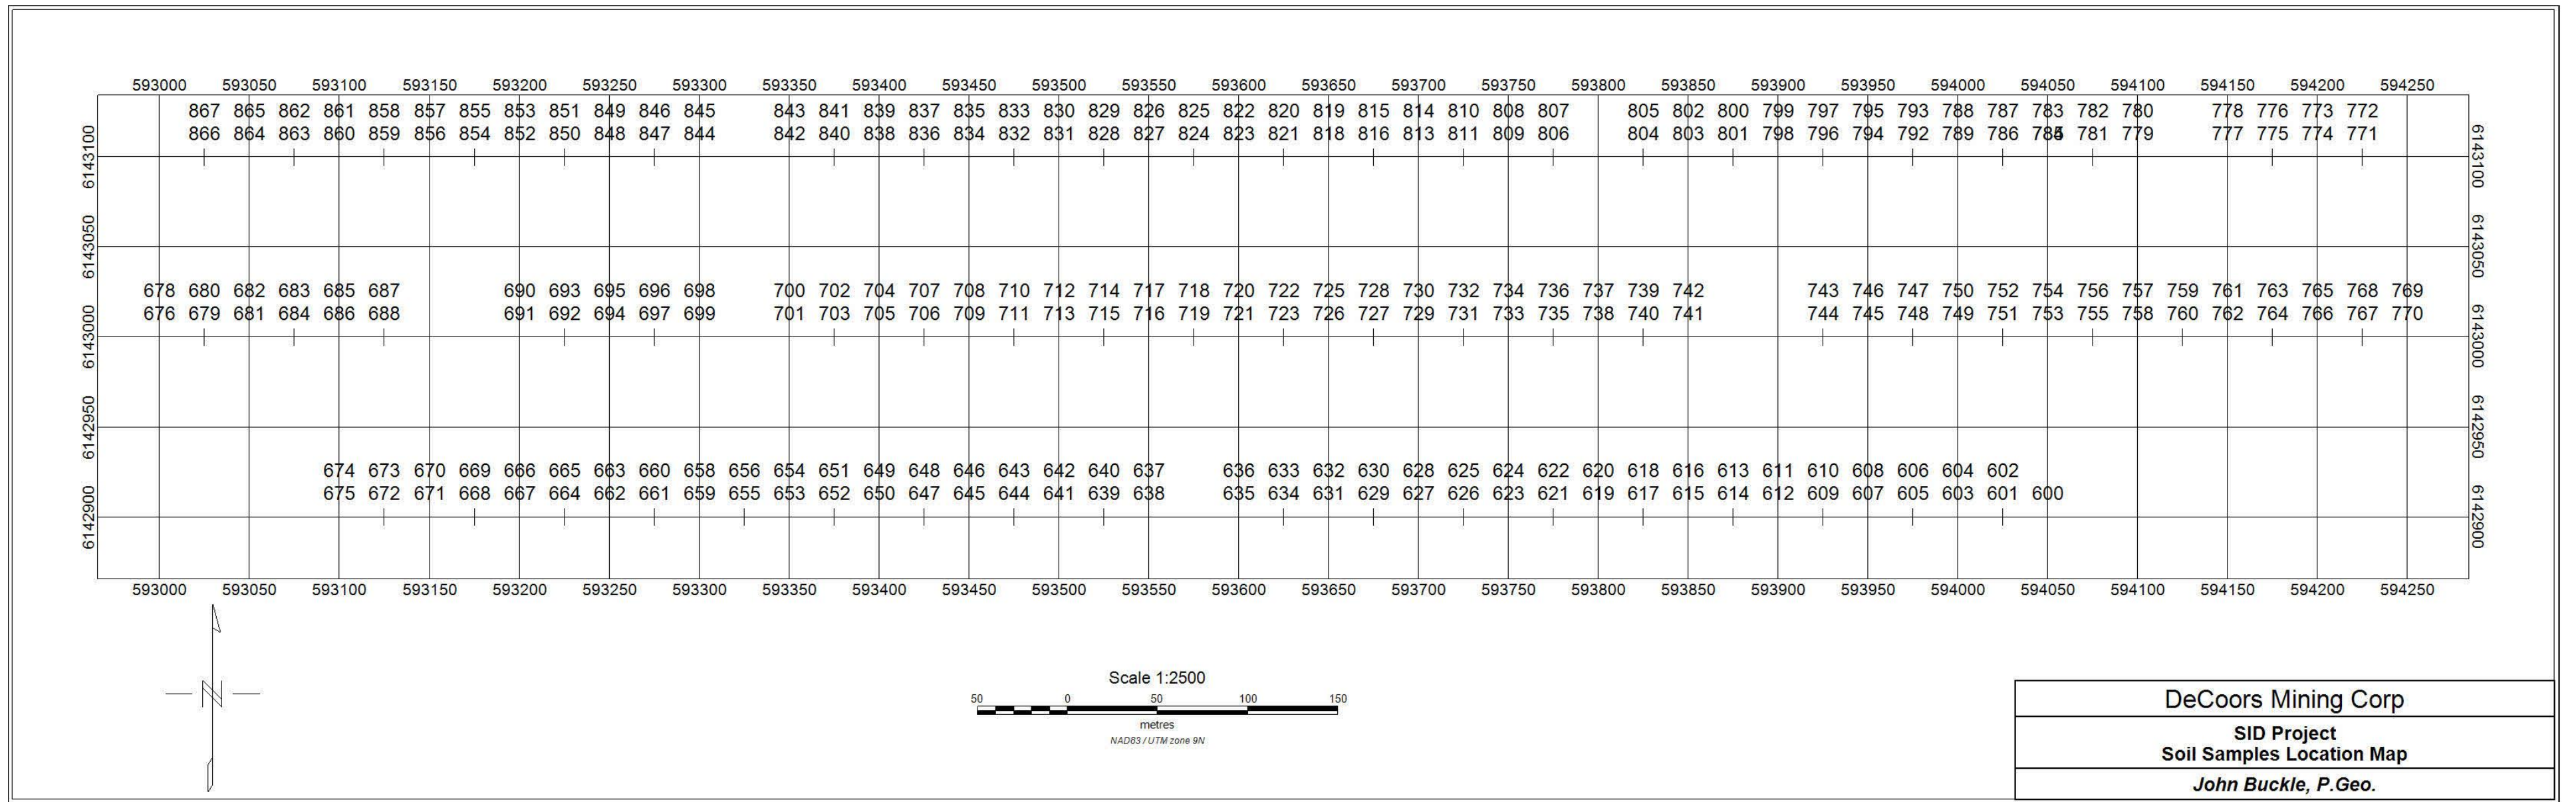 593000 593050 593100 593150 593200 593250 593300 593350 593400 593450 593500 593550 593600 593650 593700 593750 593800 593850 593900 593950 594000 594050 594100 594150 594200 594250
867 865 862 861 858 857 855 853 851 849 846 845 843 841 839 837 835 833 830 829 826 825 822 820 819 815 814 810 808 807 805 802 800 799 797 795 793 788 787 783 782 780 778 776 773 772
866 864 863 860 859 856 854 852 850 848 847 844 842 840 838 836 834 832 831 828 827 824 823 821 818 816 813 811 809 806 804 803 801 798 796 794 792 789 786 781 779 777 775 774 771
6143100 6143100
6143050 6143050
678 680 682 683 685 687 690 693 695 696 698 700 702 704 707 708 710 712 714 717 718 720 722 725 728 730 732 734 736 737 739 742 743 746 747 750 752 754 756 757 759 761 763 765 768 769
676 679 681 684 686 688 691 692 694 697 699 701 703 705 706 709 711 713 715 716 719 721 723 726 727 729 731 733 735 738 740 741 744 745 748 749 751 753 755 758 760 762 764 766 767 770
6143000 6143000
6142950 6142950
674 673 670 669 666 665 663 660 658 656 654 651 649 648 646 643 642 640 637 636 633 632 630 628 625 624 622 620 618 616 613 611 610 608 606 604 602
675 672 671 668 667 664 662 661 659 655 653 652 650 647 645 644 641 639 638 635 634 631 629 627 626 623 621 619 617 615 614 612 609 607 605 603 601 600
6142900 6142900
593000 593050 593100 593150 593200 593250 593300 593350 593400 593450 593500 593550 593600 593650 593700 593750 593800 593850 593900 593950 594000 594050 594100 594150 594200 594250
N
Scale 1:2500
50 0 50 100 150
metres
NAD83 / UTM zone 9N
DeCoors Mining Corp
SID Project
Soil Samples Location Map
John Buckle, P.Geo.